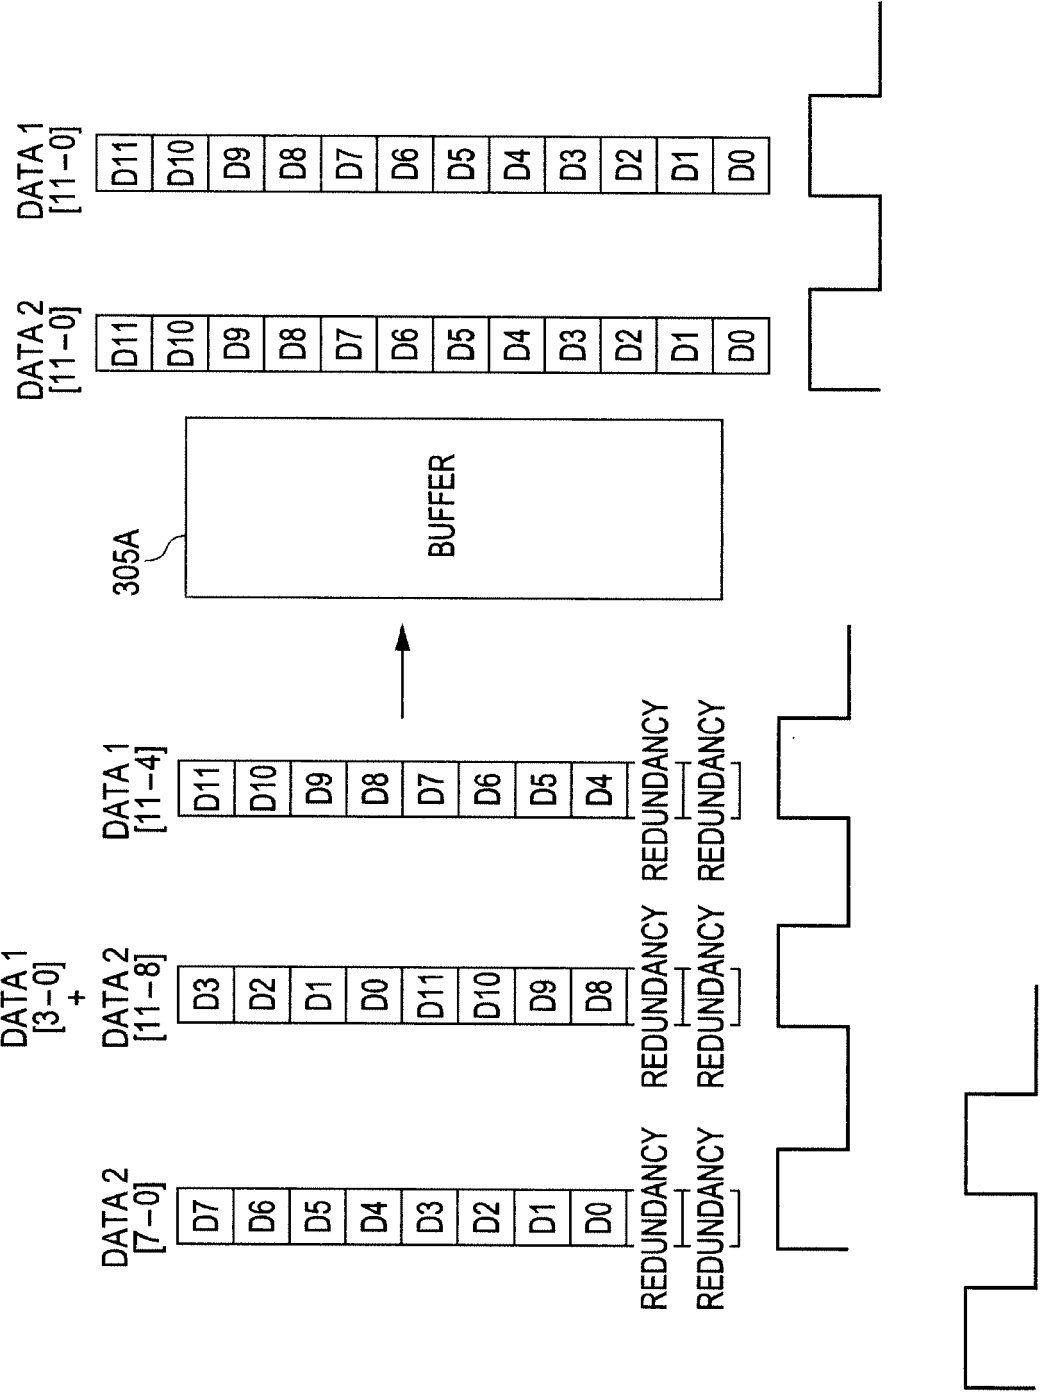 DATA 2
[7-0]
D7
D6
D5
D4
D3
D2
D1
D0
REDUNDANCY
REDUNDANCY
DATA 1
[3-0]
+
DATA 2
[11-8]
D3
D2
D1
D0
D11
D10
D9
D8
REDUNDANCY
REDUNDANCY
DATA 1
[11-4]
D11
D10
D9
D8
D7
D6
D5
D4
REDUNDANCY
REDUNDANCY
305A
BUFFER
DATA 2
[11-0]
D11
D10
D9
D8
D7
D6
D5
D4
D3
D2
D1
D0
DATA 1
[11-0]
D11
D10
D9
D8
D7
D6
D5
D4
D3
D2
D1
D0